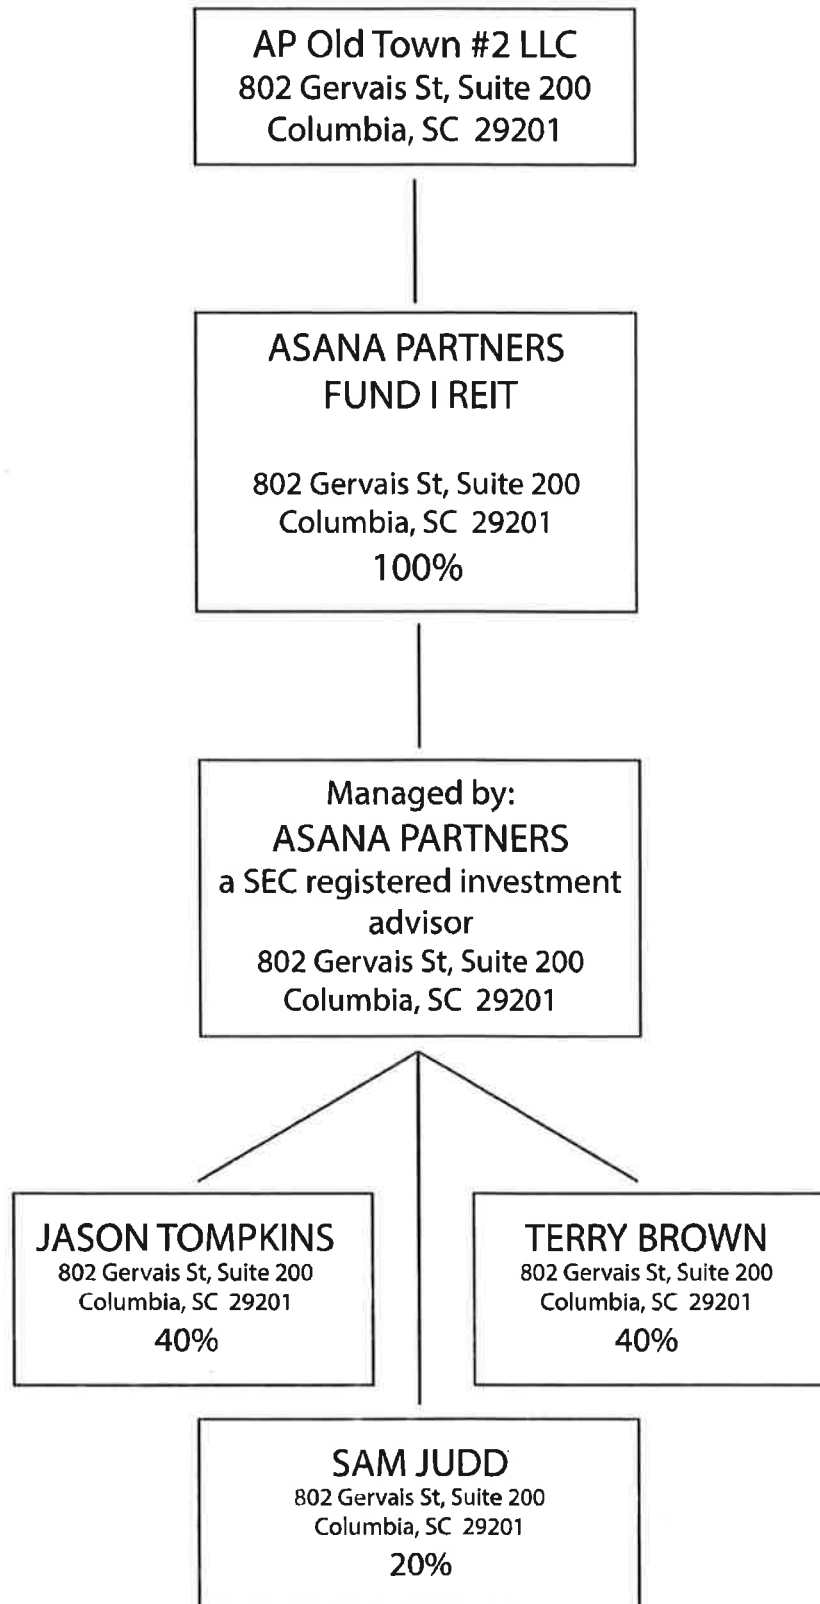 AP Old Town #2 LLC
802 Gervais St, Suite 200
Columbia, SC 29201
ASANA PARTNERS
FUND I REIT
802 Gervais St, Suite 200
Columbia, SC 29201
100%
Managed by:
ASANA PARTNERS
a SEC registered investment
advisor
802 Gervais St, Suite 200
Columbia, SC 29201
JASON TOMPKINS
802 Gervais St, Suite 200
Columbia, SC 29201
40%
TERRY BROWN
802 Gervais St, Suite 200
Columbia, SC 29201
40%
SAM JUDD
802 Gervais St, Suite 200
Columbia, SC 29201
20%